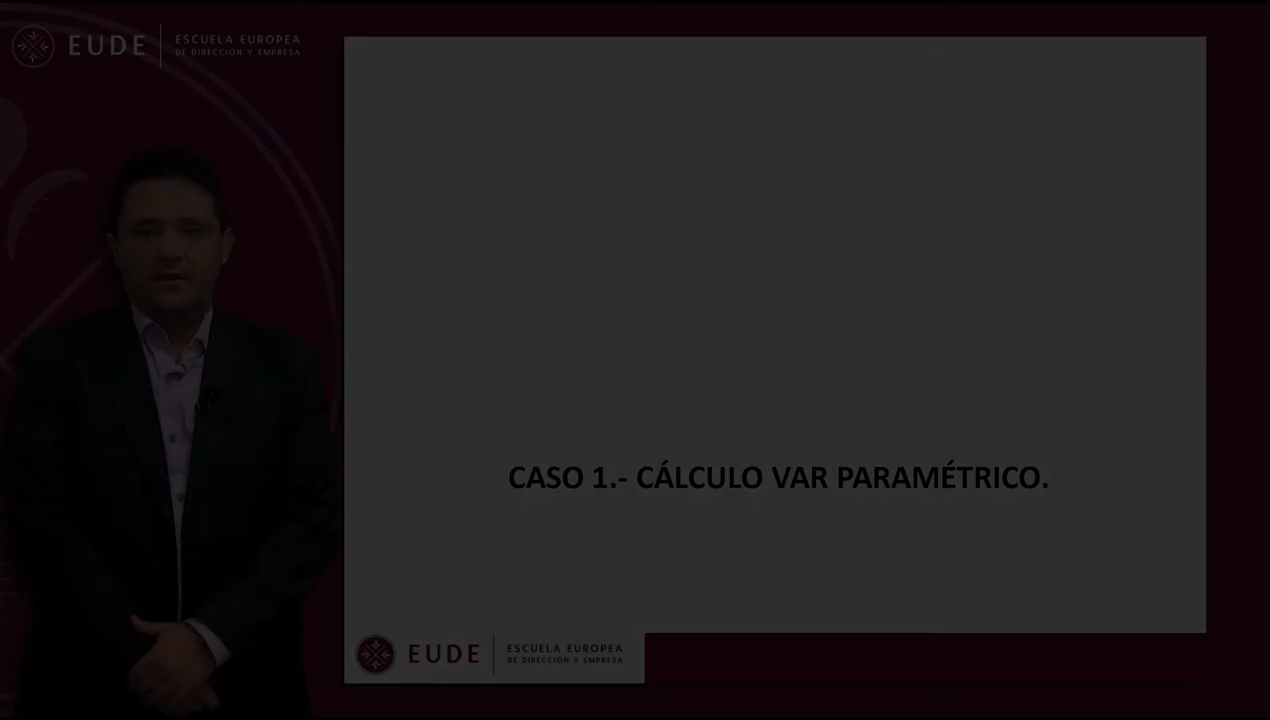 EUDE
ESCUELA EUROPEA
DE DIRECCIÓN Y EMPRESA
CASO 1.- CÁLCULO VAR PARAMÉTRICO.
EUDE
ESCUELA EUROPEA
DE DIRECCIÓN Y EMPRESA